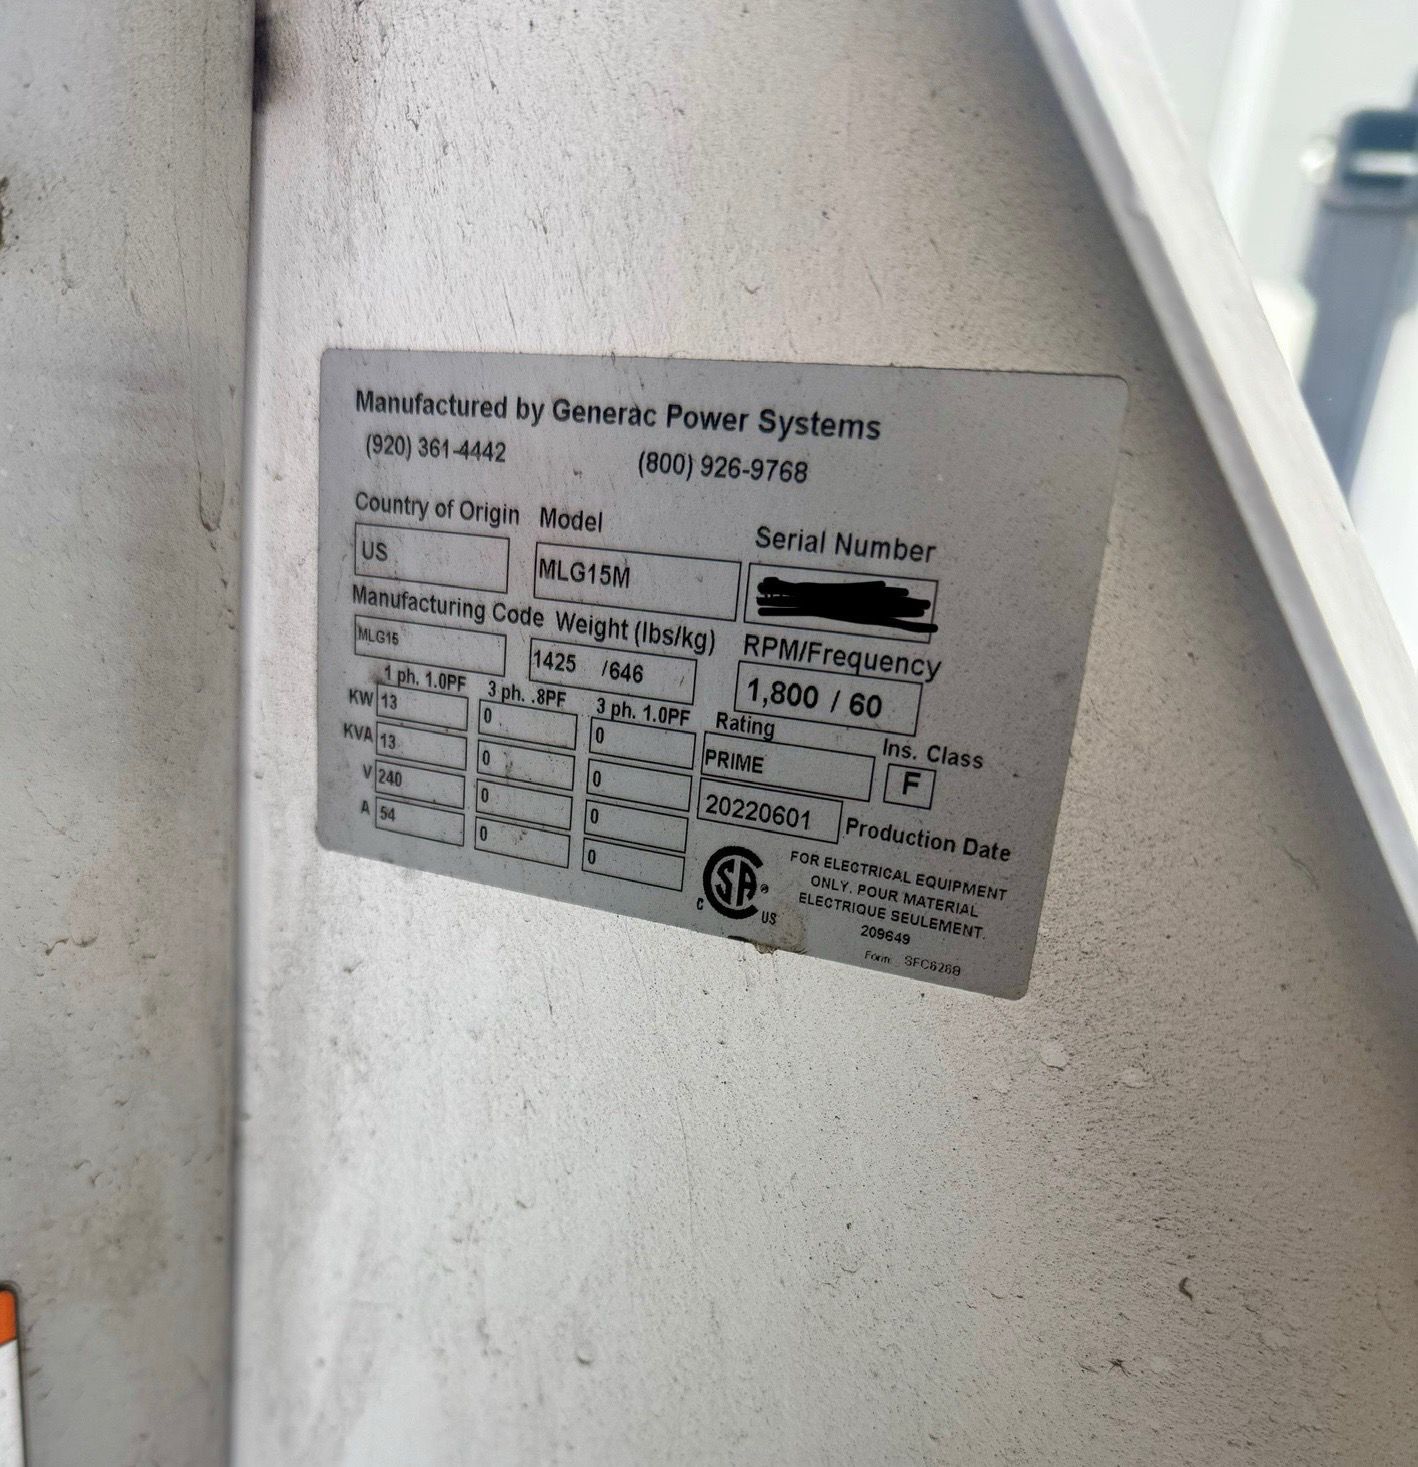 Manufactured by Generac Power Systems
(920) 361-4442 (800) 926-9768
Country of Origin Model Serial Number
US MLG15M
Manufacturing Code Weight (lbs/kg) RPM/Frequency
MLG15 1425 /646 1,800 / 60
1 ph. 1.0PF 3 ph. .8PF 3 ph. 1.0PF Rating Ins. Class
KW 13 0 0 PRIME F
KVA 13 0 0 20220601 Production Date
V 240 0 0
A 54 0 0
CSA® C US
FOR ELECTRICAL EQUIPMENT
ONLY. POUR MATERIAL
ELECTRIQUE SEULEMENT.
209649
Form: SFC6268